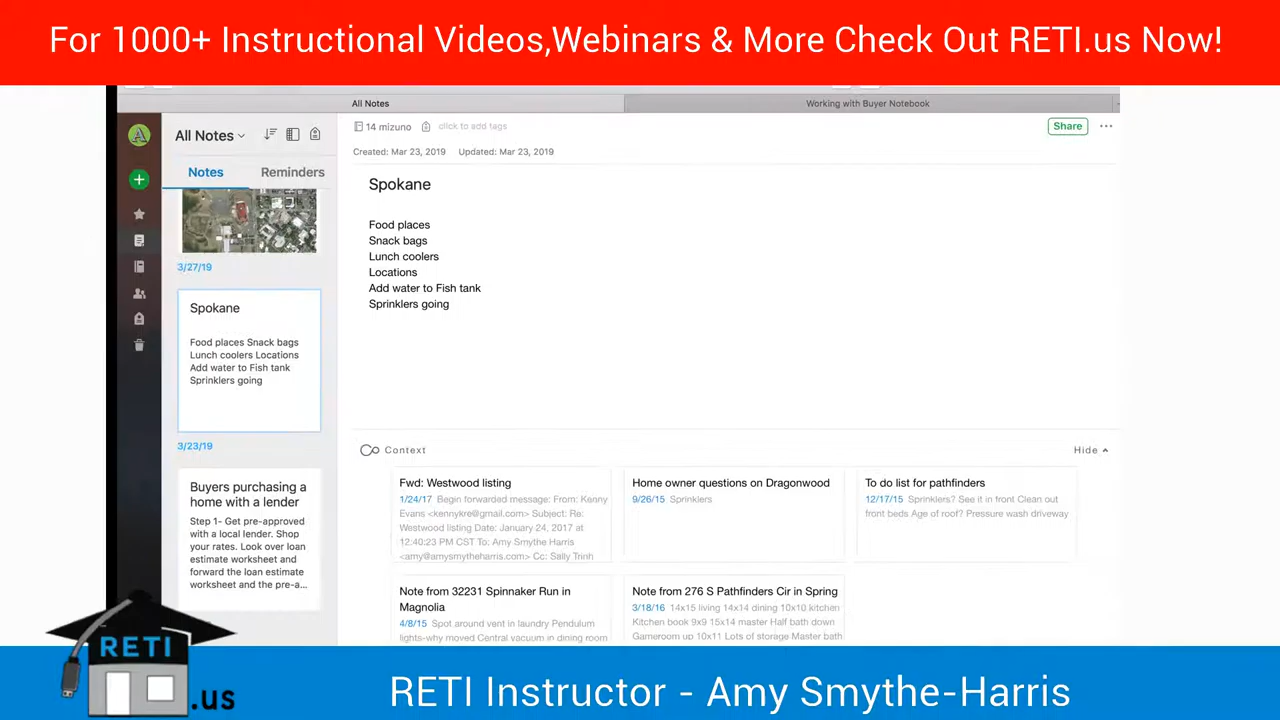 For 1000+ Instructional Videos,Webinars & More Check Out RETI.us Now!
All Notes
Working with Buyer Notebook
A
All Notes
14 mizuno
click to add tags
Share
Created: Mar 23, 2019 Updated: Mar 23, 2019
Notes
Reminders
3/27/19
Spokane
Food places Snack bags
Lunch coolers Locations
Add water to Fish tank
Sprinklers going
3/23/19
Buyers purchasing a
home with a lender
Step 1- Get pre-approved
with a local lender. Shop
your rates. Look over loan
estimate worksheet and
forward the loan estimate
worksheet and the pre-a...
Spokane
Food places
Snack bags
Lunch coolers
Locations
Add water to Fish tank
Sprinklers going
Context
Hide
Fwd: Westwood listing
1/24/17 Begin forwarded message: From: Kenny
Evans <kennykre@gmail.com> Subject: Re:
Westwood listing Date: January 24, 2017 at
12:40:23 PM CST To: Amy Smythe Harris
<amy@amysmytheharris.com> Cc: Sally Trinh
Home owner questions on Dragonwood
9/26/15 Sprinklers
To do list for pathfinders
12/17/15 Sprinklers? See it in front Clean out
front beds Age of roof? Pressure wash driveway
Note from 32231 Spinnaker Run in
Magnolia
4/8/15 Spot around vent in laundry Pendulum
lights-why moved Central vacuum in dining room
Note from 276 S Pathfinders Cir in Spring
3/18/16 14x15 living 14x14 dining 10x10 kitchen
Kitchen book 9x9 15x14 master Half bath down
Gameroom up 10x11 Lots of storage Master bath
RETI
.us
RETI Instructor - Amy Smythe-Harris